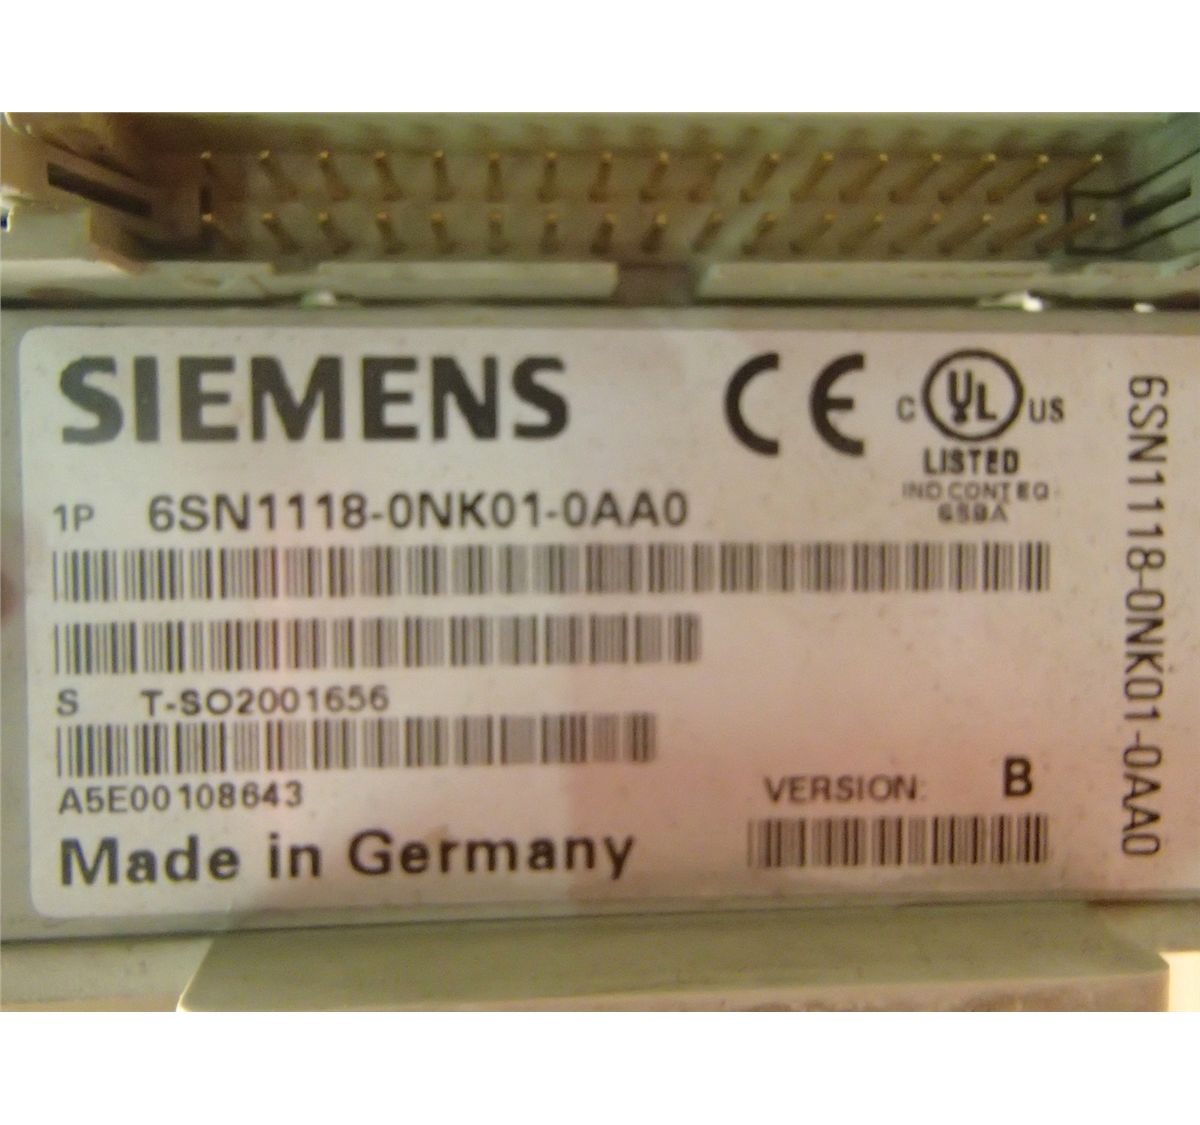 SIEMENS
CE
C UL US
LISTED
IND CONT EQ
1P 6SN1118-0NK01-0AA0
S T-SO2001656
A5E00108643
VERSION: B
Made in Germany
6SN1118-0NK01-0AA0